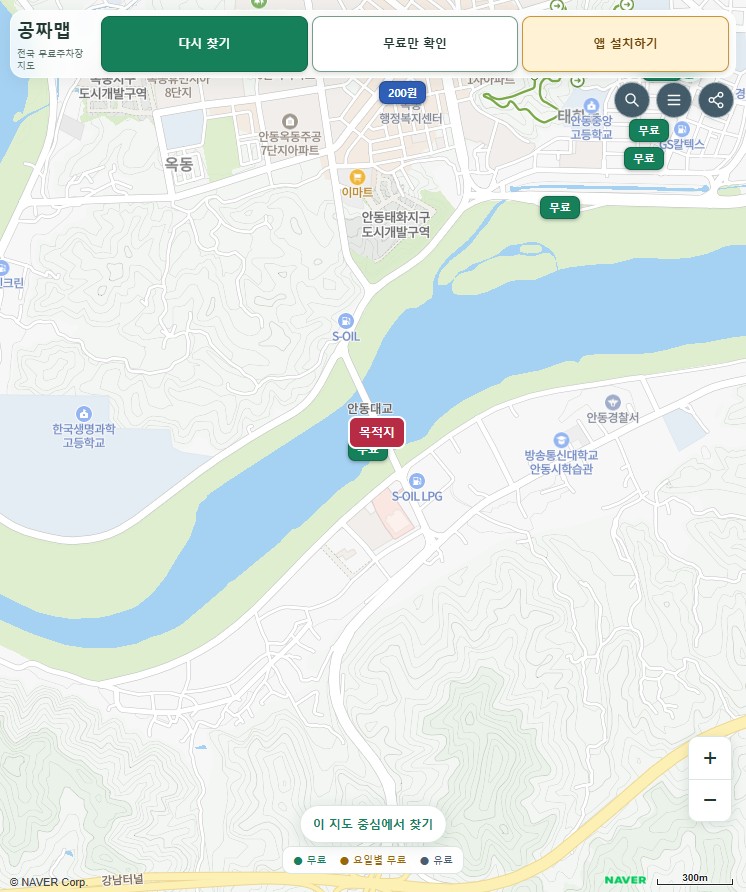 공짜맵
전국 무료주차장
지도
다시 찾기
무료만 확인
앱 설치하기
도시개발구역
8단지
200원
행정복지센터
1차아파트
안동중앙
고등학교
무료
GS칼텍스
무료
안동옥동주공
7단지아파트
옥동
이마트
안동태화지구
도시개발구역
무료
S-OIL
안동대교
목적지
무료
한국생명과학
고등학교
안동경찰서
방송통신대학교
안동시학습관
S-OIL LPG
+
−
이 지도 중심에서 찾기
무료
요일별 무료
유료
© NAVER Corp.
강남터널
NAVER
300m